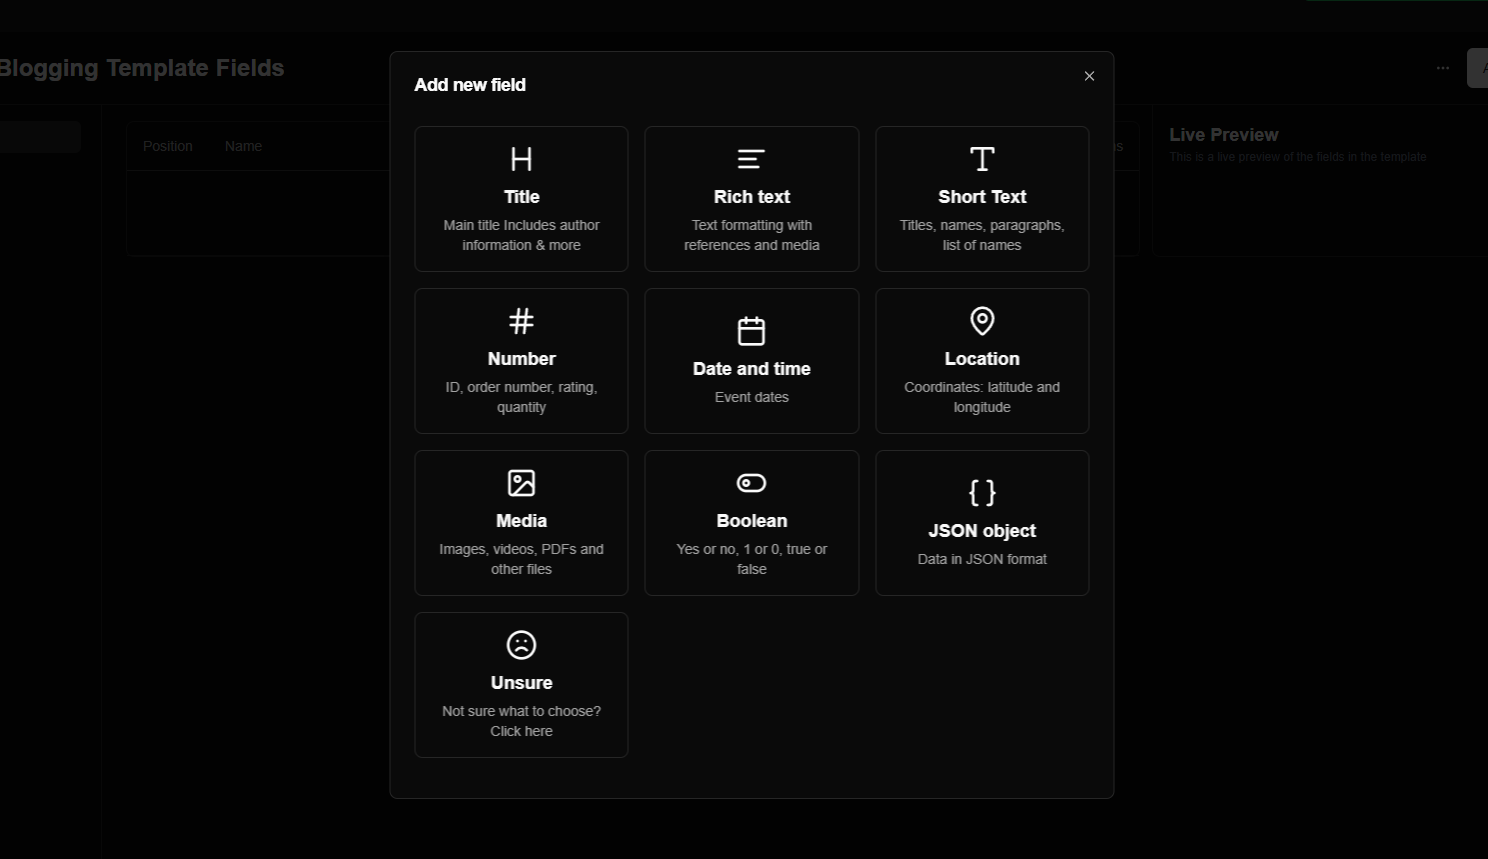 Blogging Template Fields
Add new field
Position
Name
Live Preview
This is a live preview of the fields in the template
Title
Main title Includes author
information & more
Rich text
Text formatting with
references and media
Short Text
Titles, names, paragraphs,
list of names
Number
ID, order number, rating,
quantity
Date and time
Event dates
Location
Coordinates: latitude and
longitude
Media
Images, videos, PDFs and
other files
Boolean
Yes or no, 1 or 0, true or
false
JSON object
Data in JSON format
Unsure
Not sure what to choose?
Click here